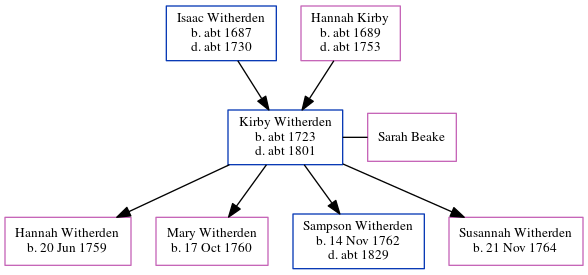 Isaac Witherden
b. abt 1687
d. abt 1730
Hannah Kirby
b. abt 1689
d. abt 1753
Kirby Witherden
b. abt 1723
d. abt 1801
Sarah Beake
Hannah Witherden
b. 20 Jun 1759
Mary Witherden
b. 17 Oct 1760
Sampson Witherden
b. 14 Nov 1762
d. abt 1829
Susannah Witherden
b. 21 Nov 1764